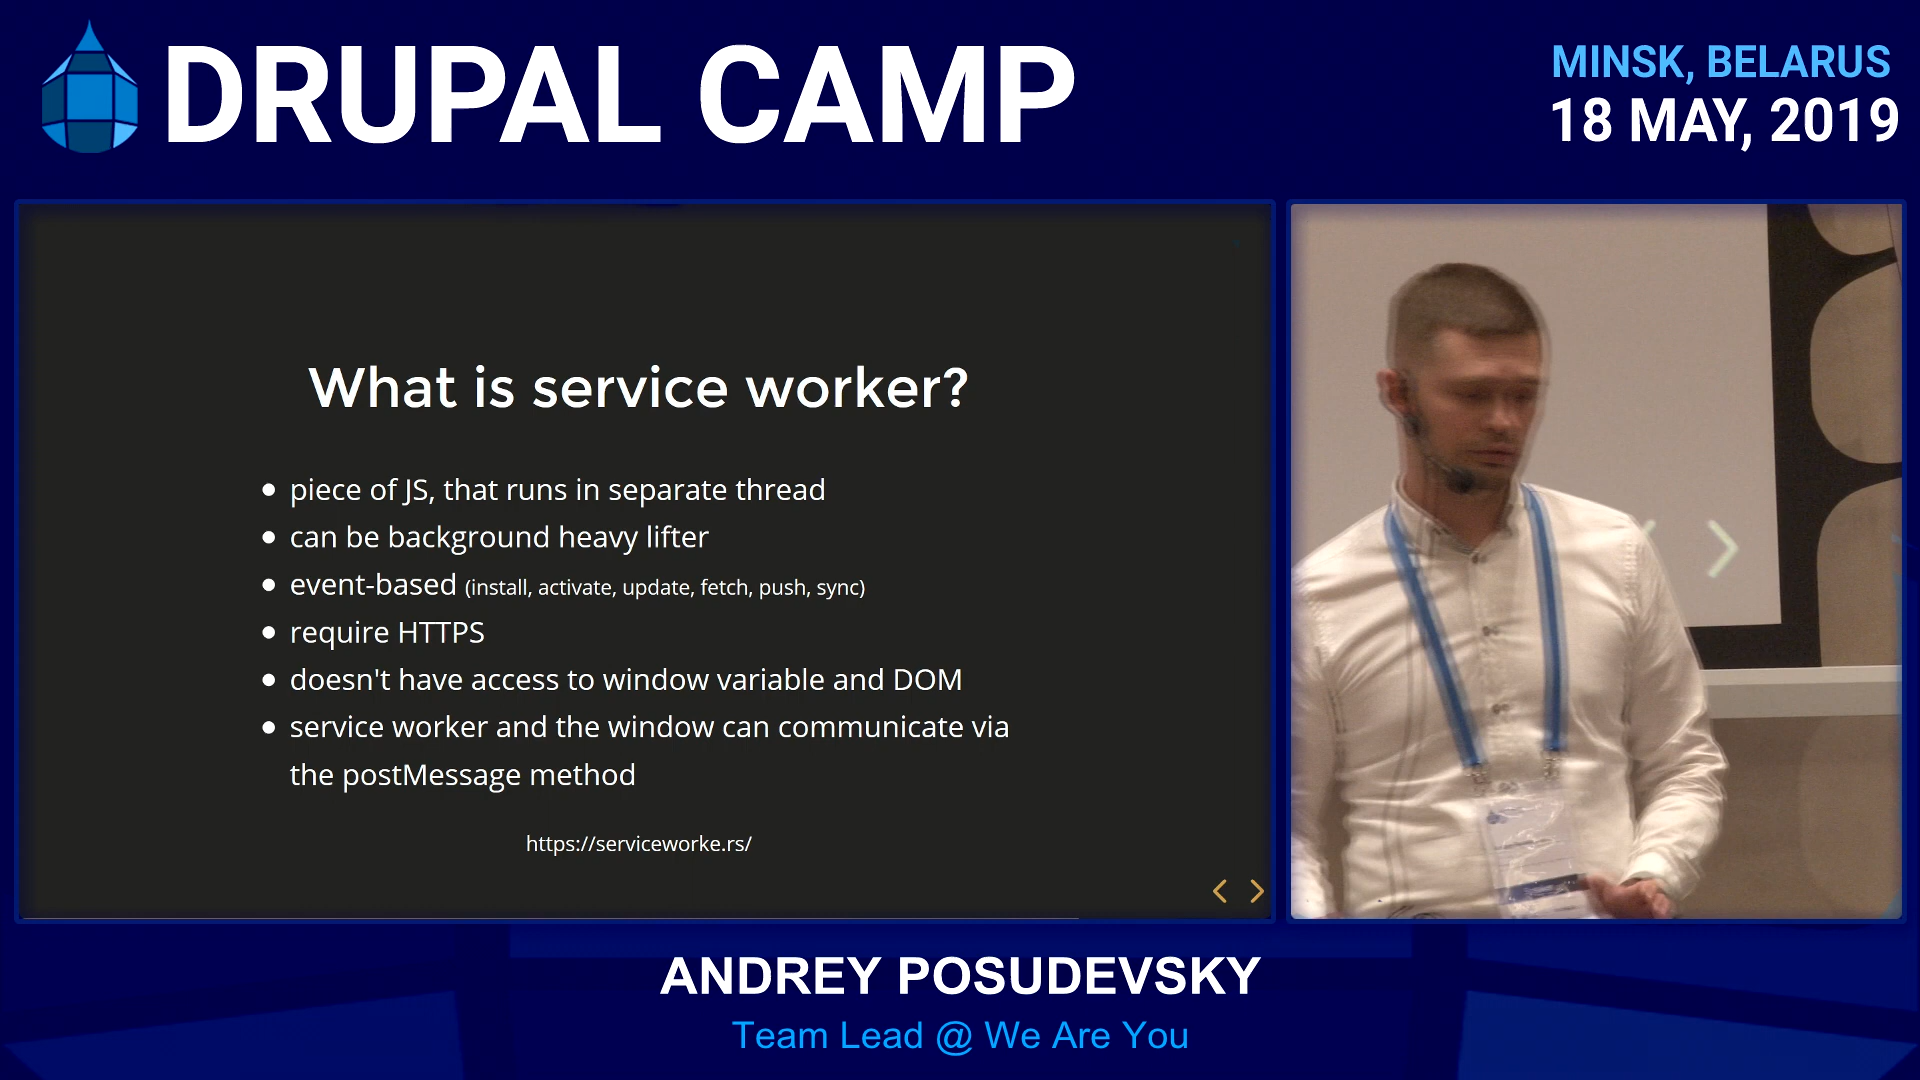 DRUPAL CAMP
MINSK, BELARUS
18 MAY, 2019
What is service worker?
piece of JS, that runs in separate thread
can be background heavy lifter
event-based (install, activate, update, fetch, push, sync)
require HTTPS
doesn't have access to window variable and DOM
service worker and the window can communicate via
the postMessage method
https://serviceworke.rs/
ANDREY POSUDEVSKY
Team Lead @ We Are You